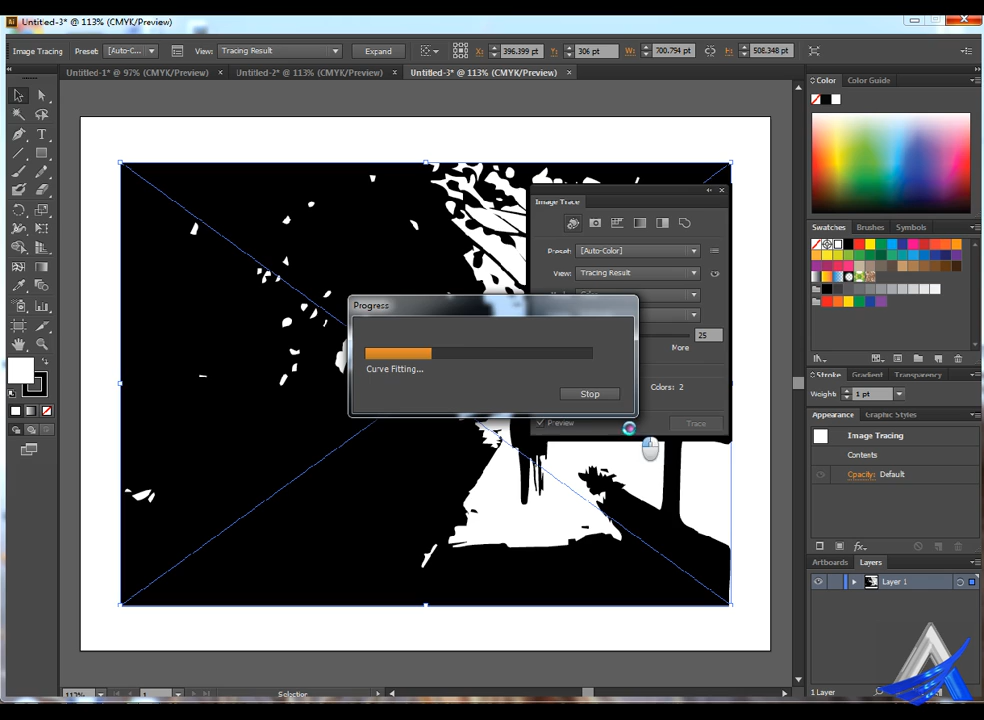 Ai Untitled-3* @ 113% (CMYK/Preview)
Image Tracing Preset: [Auto-C... View: Tracing Result Expand X: 396.399 pt Y: 306 pt W: 700.794 pt H: 508.348 pt
Untitled-1* @ 97% (CMYK/Preview) × Untitled-2* @ 113% (CMYK/Preview) × Untitled-3* @ 113% (CMYK/Preview) ×
Color Color Guide
Image Trace
Preset: [Auto-Color]
View: Tracing Result
Swatches Brushes Symbols
Progress
Curve Fitting...
Stop
25
More
Colors: 2
Preview Trace
Stroke Gradient Transparency
Weight: 1 pt
Appearance Graphic Styles
Image Tracing
Contents
Opacity: Default
fx
Artboards Layers
Layer 1
113% 1 Selection
1 Layer